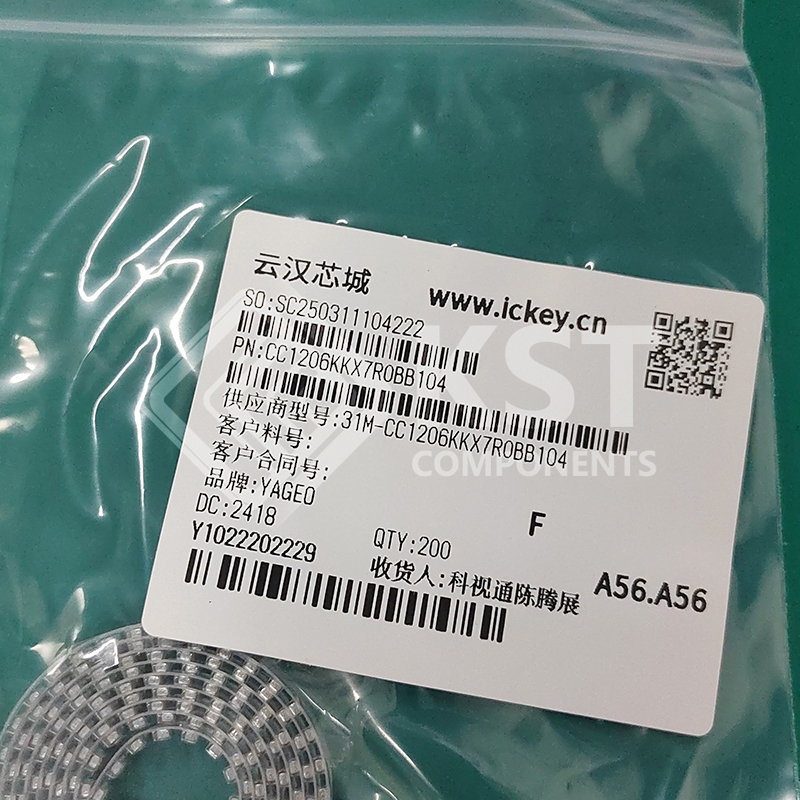 云汉芯城
www.ickey.cn
SO:SC250311104222
PN:CC1206KKX7R0BB104
供应商型号:31M-CC1206KKX7R0BB104
客户料号:
客户合同号:
品牌:YAGEO
DC:2418
QTY:200
F
Y1022202229
收货人:科视通陈腾展
A56.A56
KST
COMPONENTS